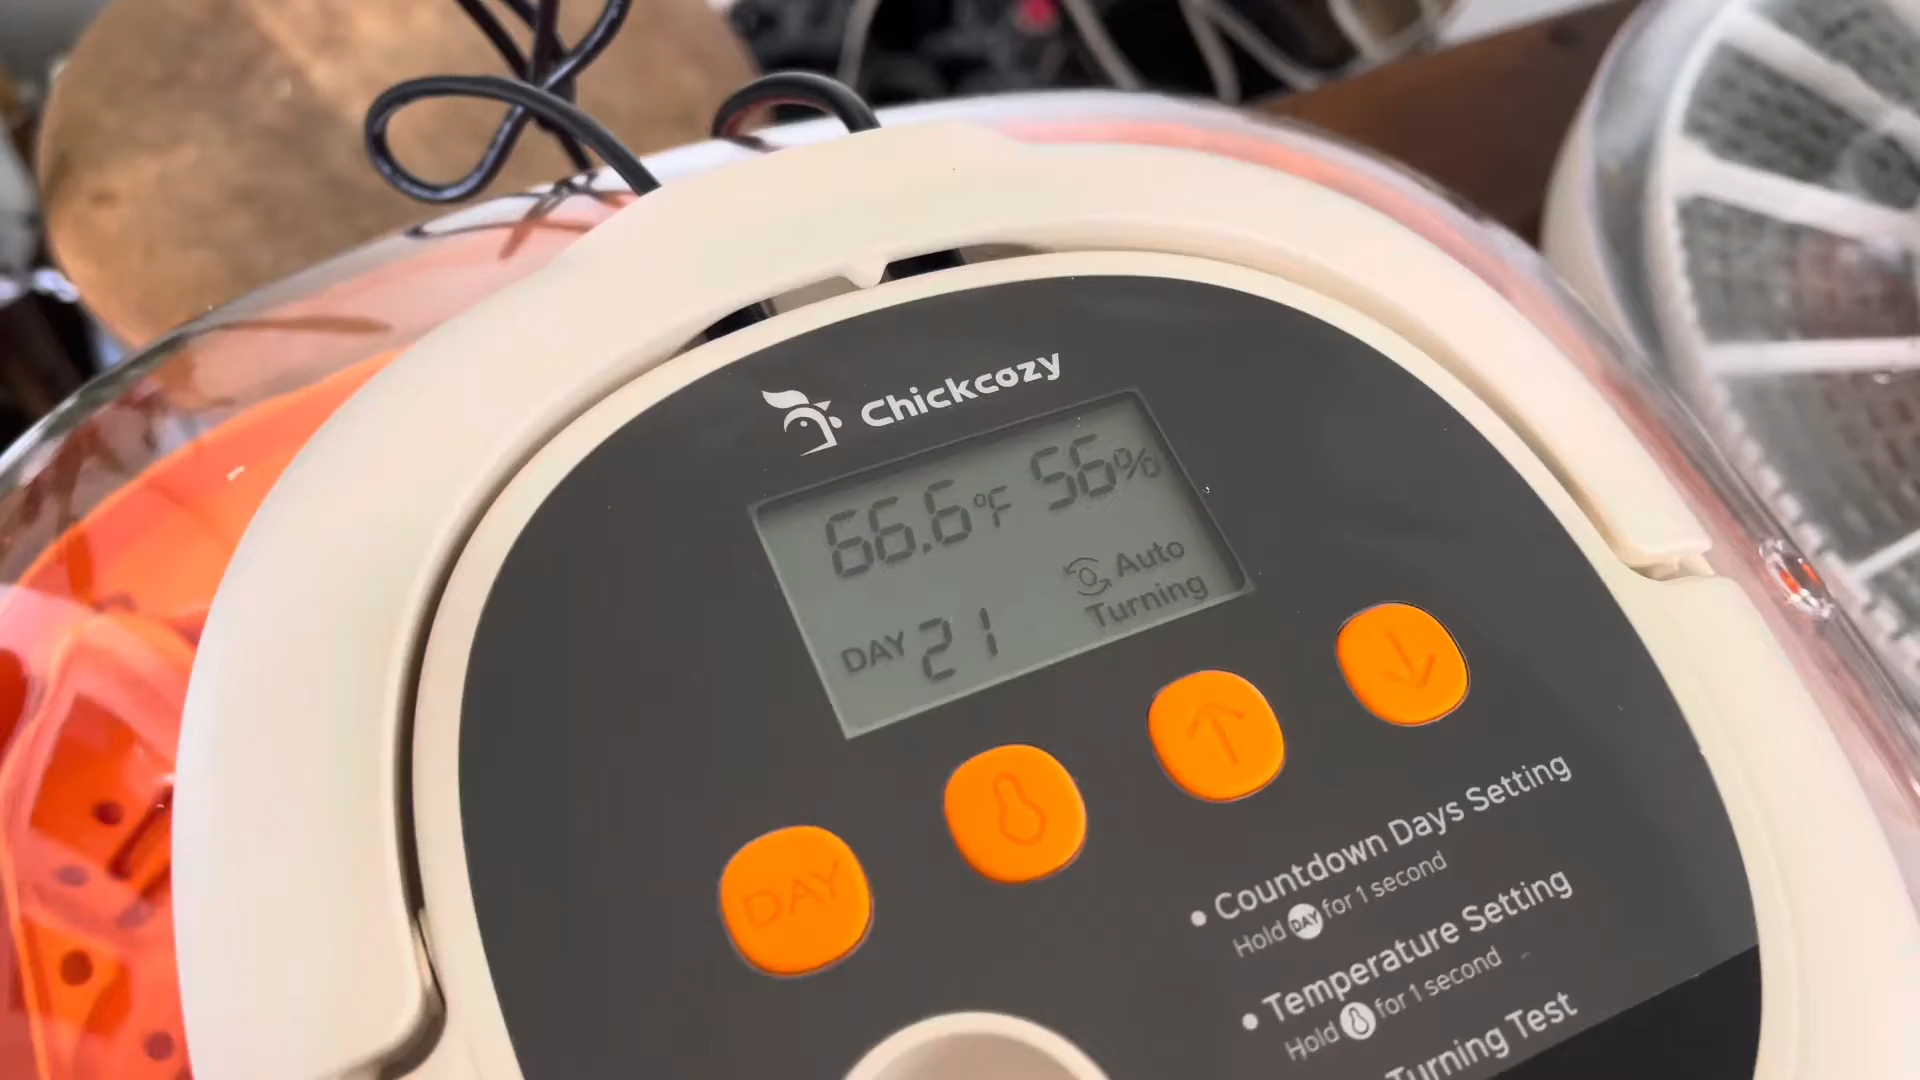 Chickcozy
66.6°F 56%
Auto
Turning
DAY 21
DAY
• Countdown Days Setting
Hold DAY for 1 second
• Temperature Setting
Hold for 1 second
Turning Test